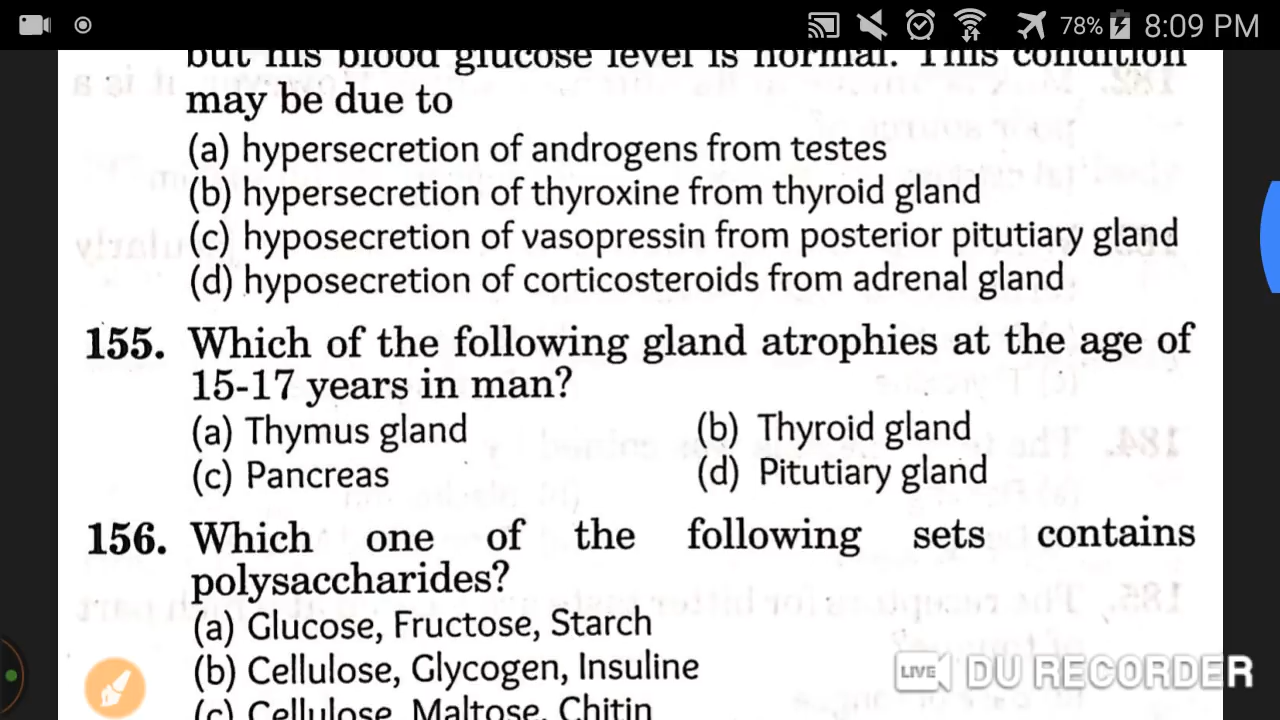 78% 8:09 PM
but his blood glucose level is normal. This condition
may be due to
(a) hypersecretion of androgens from testes
(b) hypersecretion of thyroxine from thyroid gland
(c) hyposecretion of vasopressin from posterior pitutiary gland
(d) hyposecretion of corticosteroids from adrenal gland
155. Which of the following gland atrophies at the age of
15-17 years in man?
(a) Thymus gland (b) Thyroid gland
(c) Pancreas (d) Pitutiary gland
156. Which one of the following sets contains
polysaccharides?
(a) Glucose, Fructose, Starch
(b) Cellulose, Glycogen, Insuline
(c) Cellulose, Maltose, Chitin
LIVE DU RECORDER